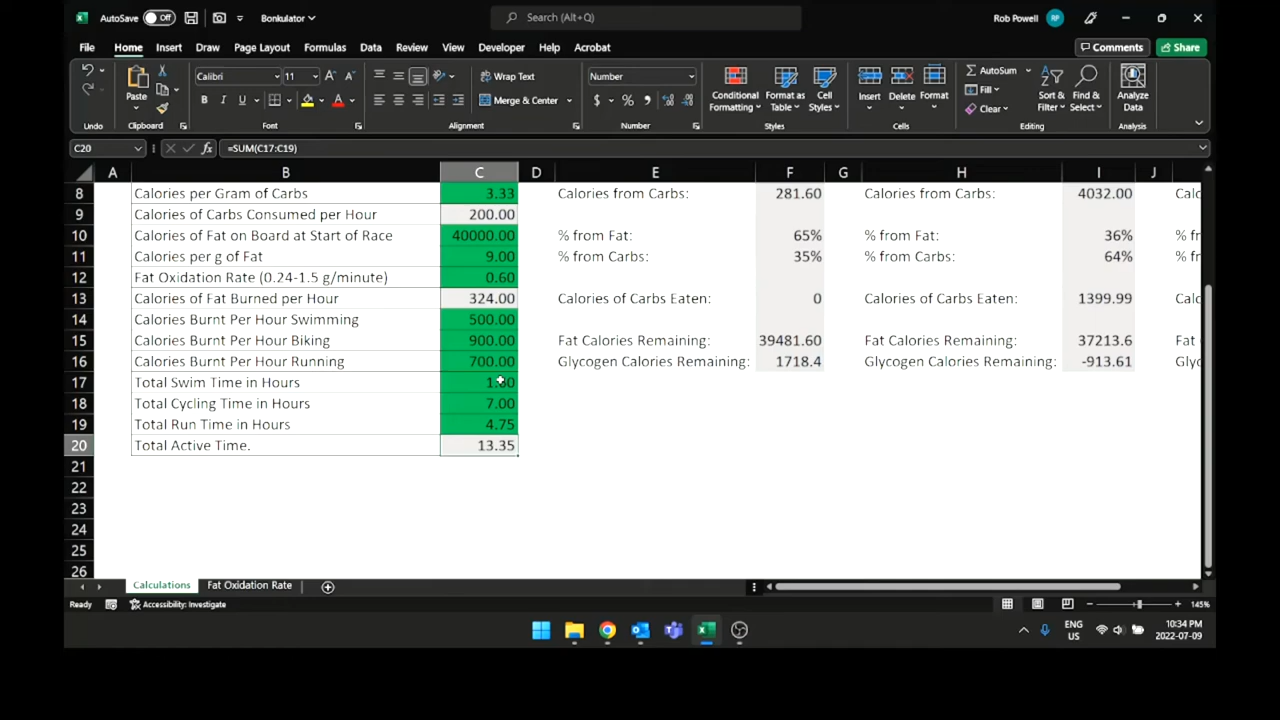 AutoSave Off Bonkulator Search (Alt+Q) Rob Powell RP
File Home Insert Draw Page Layout Formulas Data Review View Developer Help Acrobat Comments Share
Calibri 11 Wrap Text Number AutoSum
Paste B I U A Merge & Center $ % Conditional Formatting Format as Table Cell Styles Insert Delete Format Fill Clear Sort & Filter Find & Select Analyze Data
Undo Clipboard Font Alignment Number Styles Cells Editing Analysis
C20 fx =SUM(C17:C19)
A B C D E F G H I J
8 Calories per Gram of Carbs 3.33 Calories from Carbs: 281.60 Calories from Carbs: 4032.00 Calc
9 Calories of Carbs Consumed per Hour 200.00
10 Calories of Fat on Board at Start of Race 40000.00 % from Fat: 65% % from Fat: 36% % fr
11 Calories per g of Fat 9.00 % from Carbs: 35% % from Carbs: 64% % fr
12 Fat Oxidation Rate (0.24-1.5 g/minute) 0.60
13 Calories of Fat Burned per Hour 324.00 Calories of Carbs Eaten: 0 Calories of Carbs Eaten: 1399.99 Calc
14 Calories Burnt Per Hour Swimming 500.00
15 Calories Burnt Per Hour Biking 900.00 Fat Calories Remaining: 39481.60 Fat Calories Remaining: 37213.6 Fat
16 Calories Burnt Per Hour Running 700.00 Glycogen Calories Remaining: 1718.4 Glycogen Calories Remaining: -913.61 Glyc
17 Total Swim Time in Hours
18 Total Cycling Time in Hours 7.00
19 Total Run Time in Hours 4.75
20 Total Active Time. 13.35
21
22
23
24
25
26
Calculations Fat Oxidation Rate
Ready Accessibility: Investigate 145%
ENG US 10:34 PM 2022-07-09